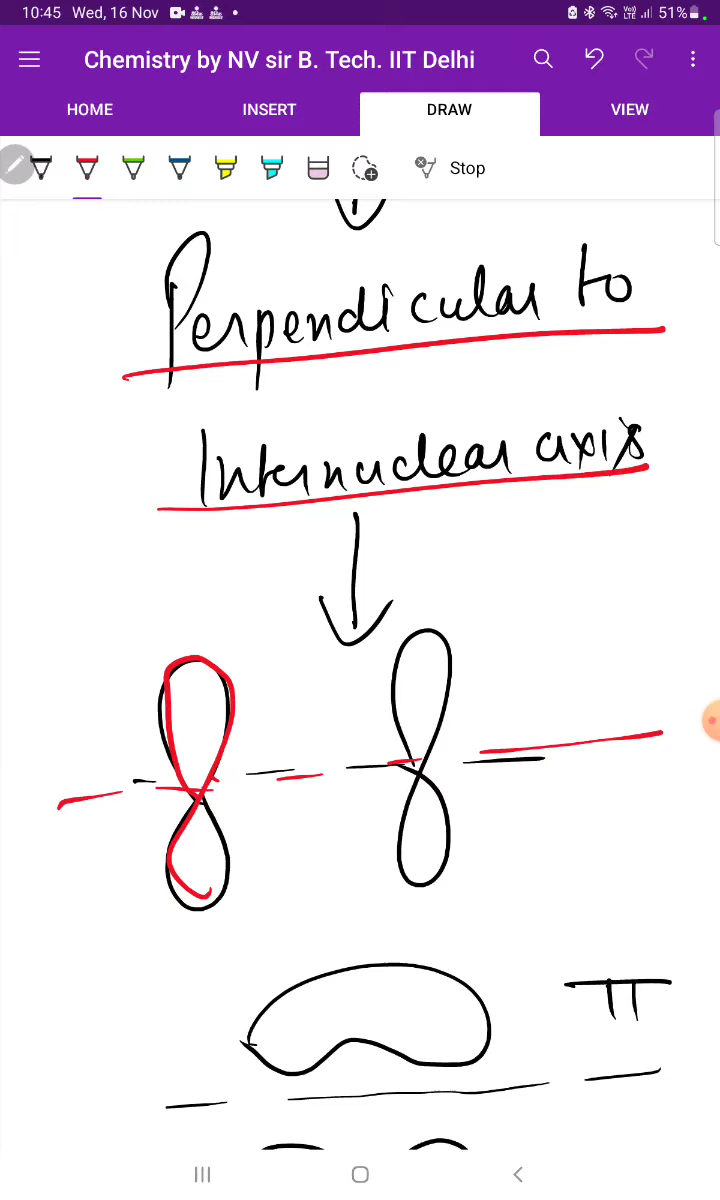 10:45 Wed, 16 Nov
51%
Chemistry by NV sir B. Tech. IIT Delhi
HOME INSERT DRAW VIEW
Stop
Perpendicular to
Internuclear axis
π